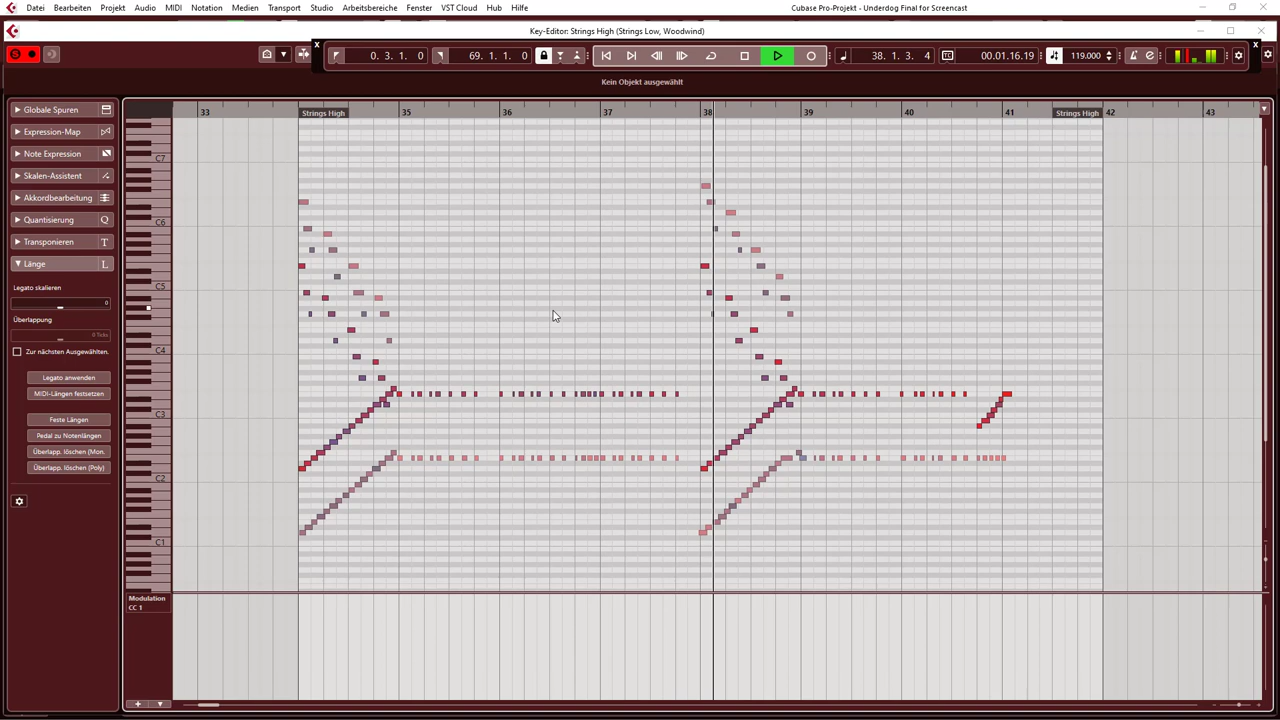 Datei Bearbeiten Projekt Audio MIDI Notation Medien Transport Studio Arbeitsbereiche Fenster VST Cloud Hub Hilfe Cubase Pro-Projekt - Underdog Final for Screencast
Key-Editor: Strings High (Strings Low, Woodwind)
S 0. 3. 1. 0 69. 1. 1. 0 38. 1. 3. 4 00.01.16.19 119.000
Kein Objekt ausgewählt
Globale Spuren
33 Strings High 35 36 37 38 39 40 41 Strings High 42 43
Expression-Map
Note Expression
Skalen-Assistent
Akkordbearbeitung
Quantisierung Q
Transponieren T
Länge L
Legato skalieren
0
Überlappung
0 Ticks
Zur nächsten Ausgewählten.
Legato anwenden
MIDI-Längen festsetzen
Feste Längen
Pedal zu Notenlängen
Überlapp. löschen (Mon.
Überlapp. löschen (Poly)
C7
C6
C5
C4
C3
C2
C1
Modulation
CC 1